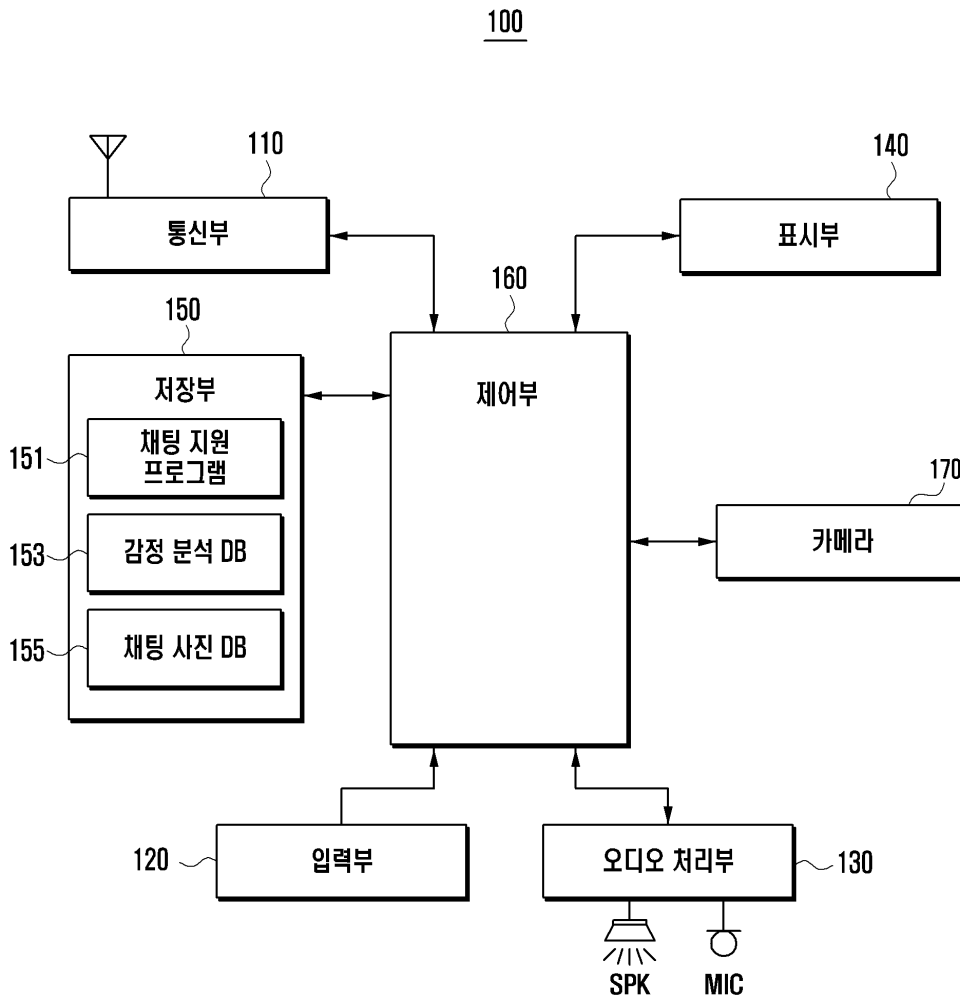 100
110
통신부
140
표시부
160
제어부
150
저장부
151
채팅 지원
프로그램
153
감정 분석 DB
155
채팅 사진 DB
170
카메라
120
입력부
130
오디오 처리부
SPK
MIC